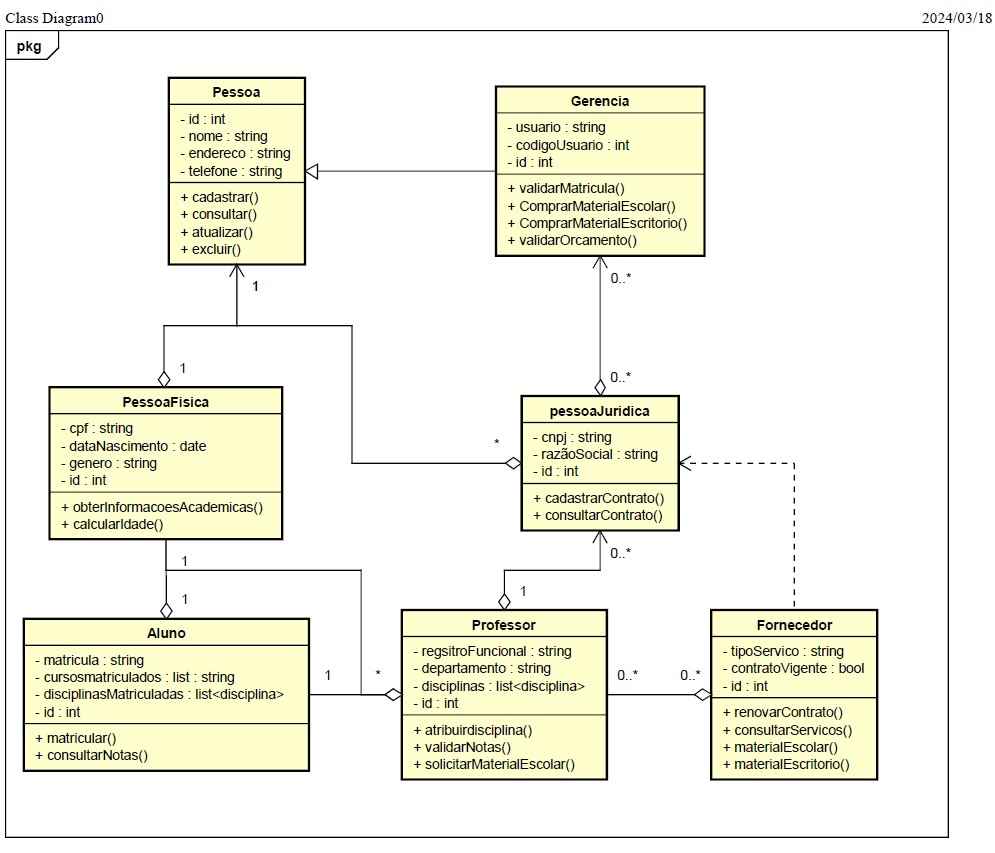 Class Diagram0
2024/03/18
pkg
Pessoa
- id : int
- nome : string
- endereco : string
- telefone : string
+ cadastrar()
+ consultar()
+ atualizar()
+ excluir()
Gerencia
- usuario : string
- codigoUsuario : int
- id : int
+ validarMatricula()
+ ComprarMaterialEscolar()
+ ComprarMaterialEscritorio()
+ validarOrcamento()
1
0..*
1
0..*
PessoaFisica
- cpf : string
- dataNascimento : date
- genero : string
- id : int
+ obterInformacoesAcademicas()
+ calcularIdade()
*
pessoaJuridica
- cnpj : string
- razãoSocial : string
- id : int
+ cadastrarContrato()
+ consultarContrato()
1
0..*
1
1
Aluno
- matricula : string
- cursosmatriculados : list : string
- disciplinasMatriculadas : list<disciplina>
- id : int
+ matricular()
+ consultarNotas()
1
*
Professor
- regsitroFuncional : string
- departamento : string
- disciplinas : list<disciplina>
- id : int
+ atribuirdisciplina()
+ validarNotas()
+ solicitarMaterialEscolar()
0..*
0..*
Fornecedor
- tipoServico : string
- contratoVigente : bool
- id : int
+ renovarContrato()
+ consultarServicos()
+ materialEscolar()
+ materialEscritorio()